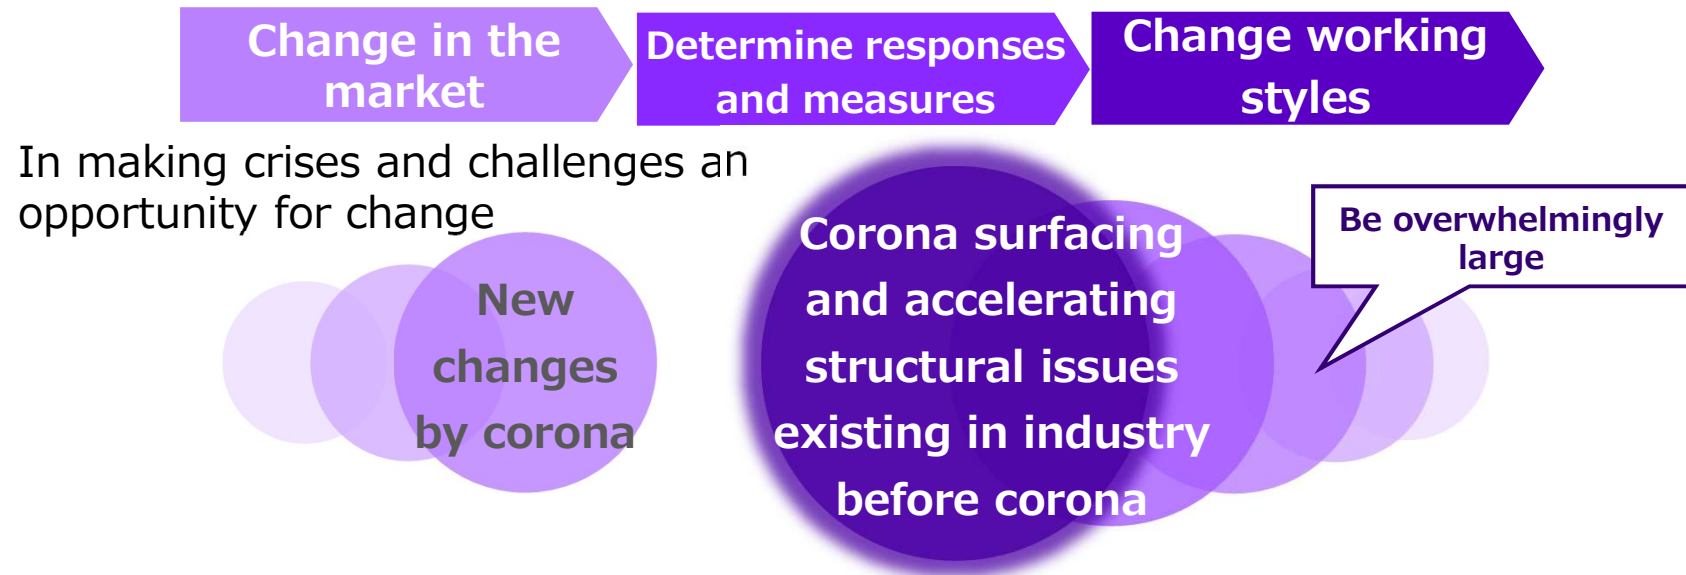 Change in the
market
Determine responses
and measures
Change working
styles
In making crises and challenges an
opportunity for change
New
changes
by corona
Corona surfacing
and accelerating
structural issues
existing in industry
before corona
Be overwhelmingly
large